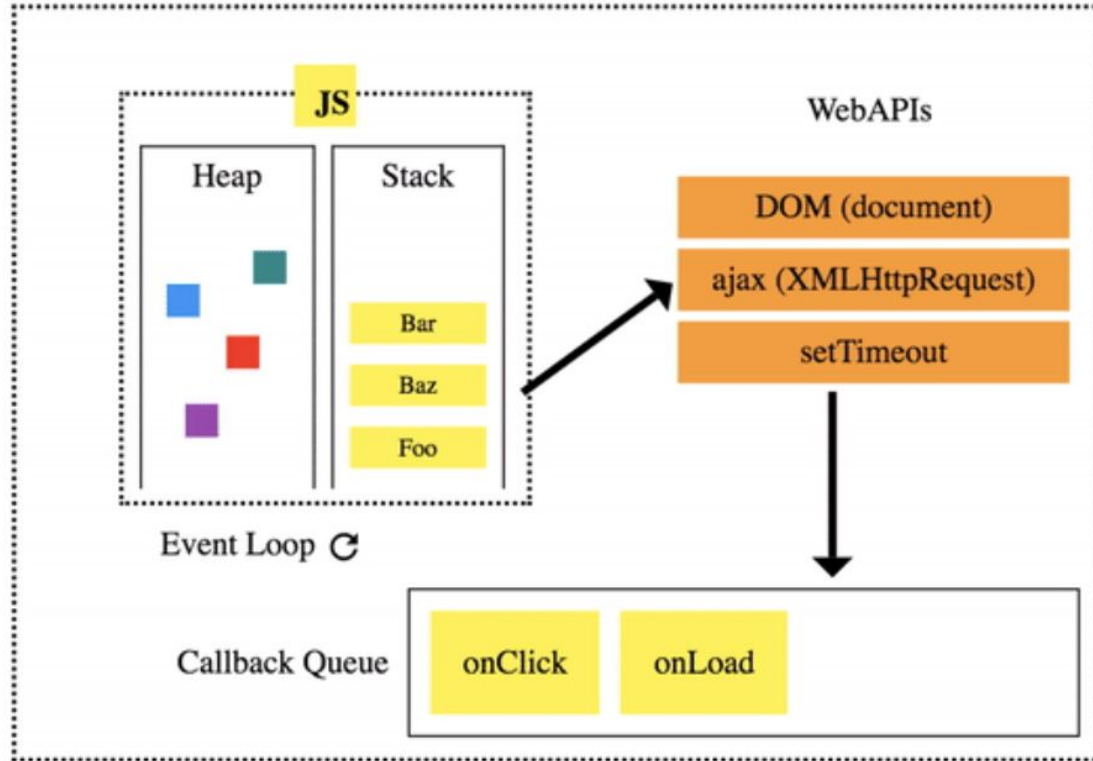 JS
WebAPIs
Heap
Stack
DOM (document)
ajax (XMLHttpRequest)
setTimeout
Bar
Baz
Foo
Event Loop
Callback Queue
onClick
onLoad